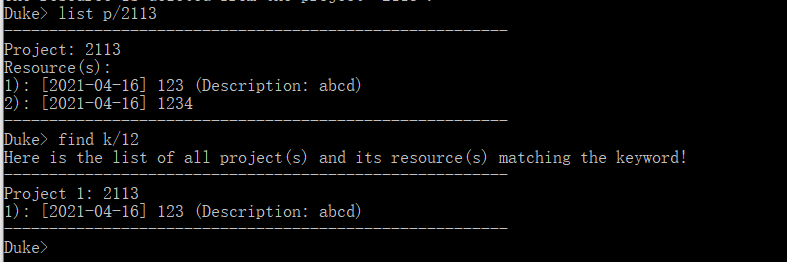 Duke> list p/2113
--------------------------------------------------------
Project: 2113
Resource(s):
1): [2021-04-16] 123 (Description: abcd)
2): [2021-04-16] 1234
--------------------------------------------------------
Duke> find k/12
Here is the list of all project(s) and its resource(s) matching the keyword!
--------------------------------------------------------
Project 1: 2113
1): [2021-04-16] 123 (Description: abcd)
--------------------------------------------------------
Duke>